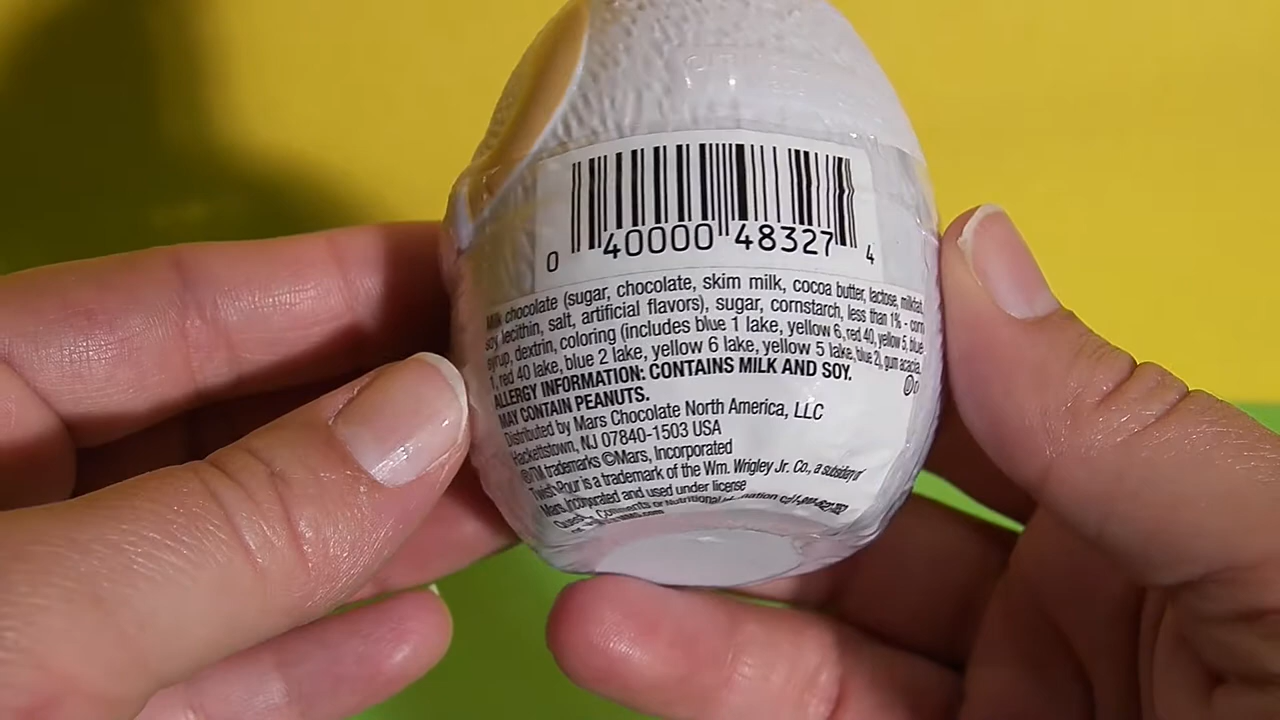 0 40000 48327 4
Milk chocolate (sugar, chocolate, skim milk, cocoa butter, lactose, milkfat,
soy lecithin, salt, artificial flavors), sugar, cornstarch, less than 1% - corn
syrup, dextrin, coloring (includes blue 1 lake, yellow 6, red 40, yellow 5, blue
1, red 40 lake, blue 2 lake, yellow 6 lake, yellow 5 lake, blue 2), gum acacia.
ALLERGY INFORMATION: CONTAINS MILK AND SOY.
MAY CONTAIN PEANUTS.
Ⓤ D
Distributed by Mars Chocolate North America, LLC
Hackettstown, NJ 07840-1503 USA
®/TM trademarks ©Mars, Incorporated
Twist Pour is a trademark of the Wm. Wrigley Jr. Co., a subsidiary of
Mars, Incorporated and used under license
Comments or Nutritional